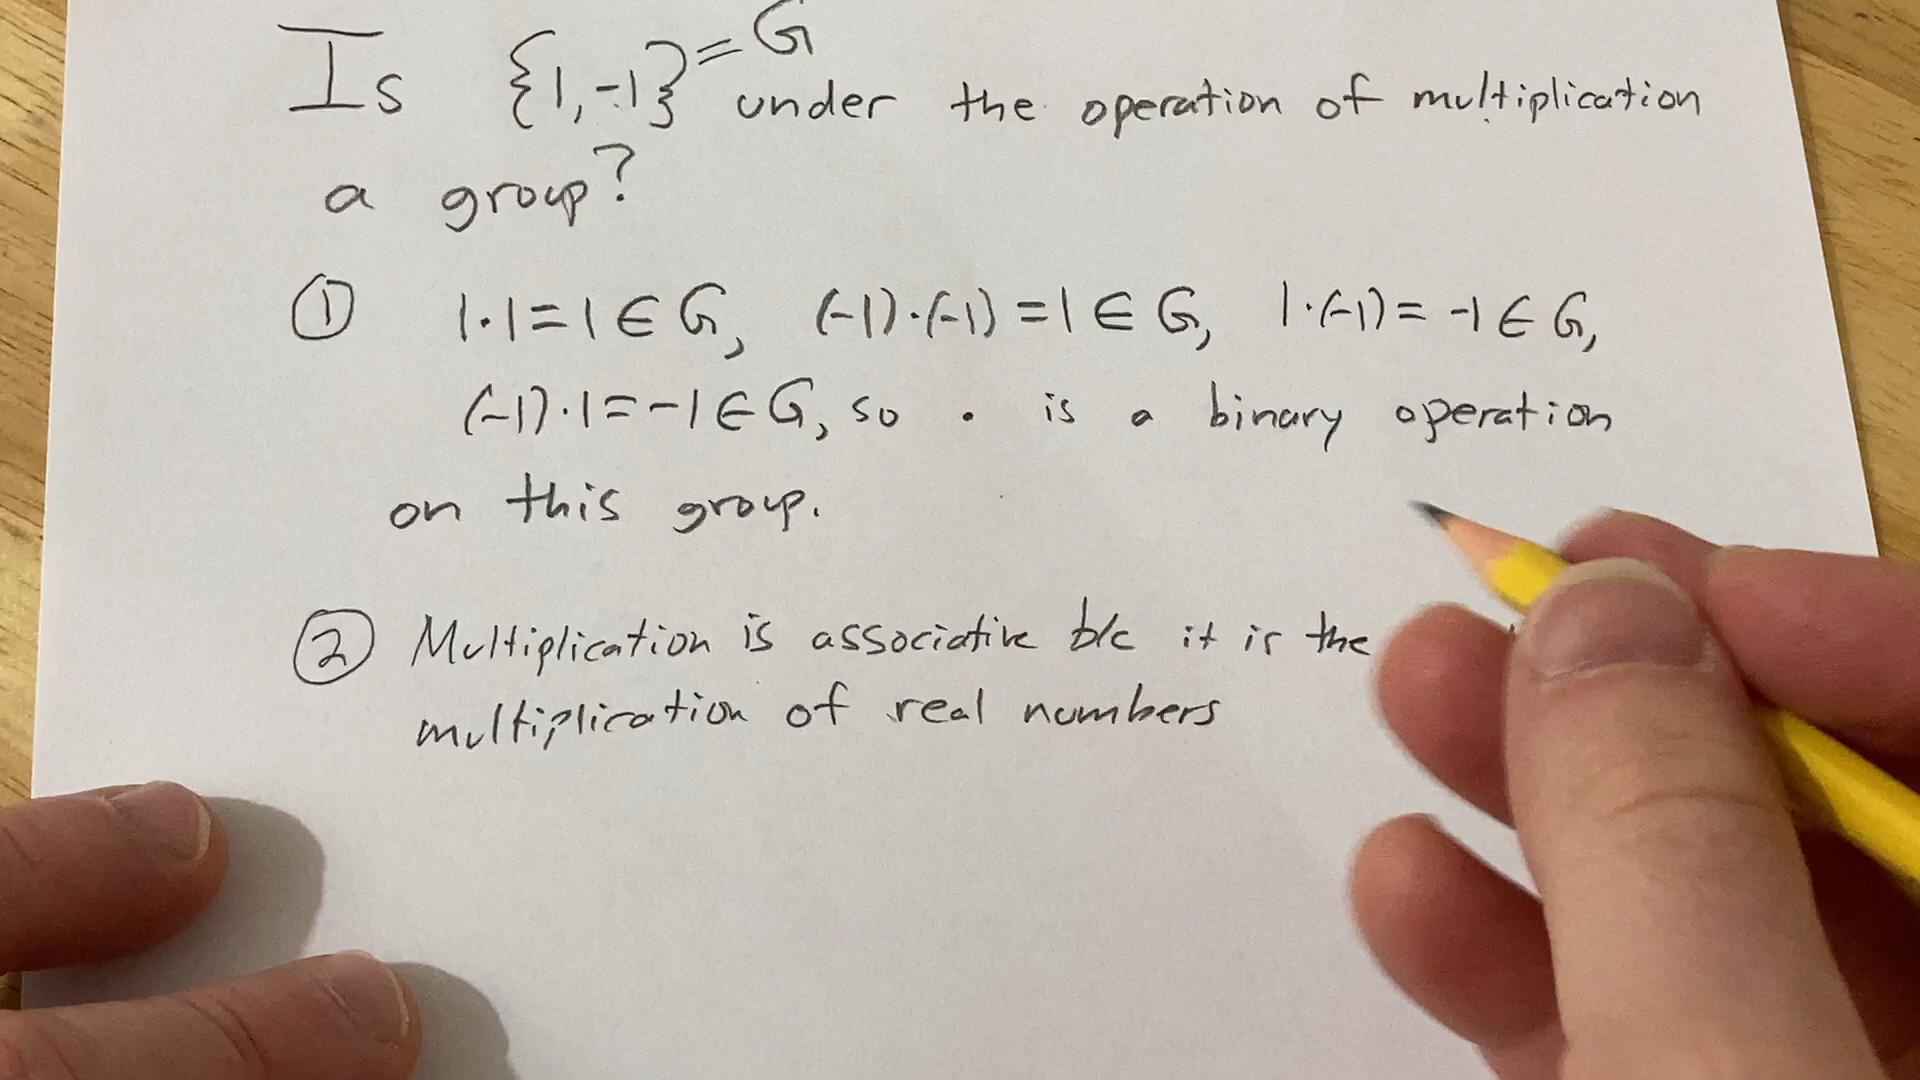 Is {1,-1} = G under the operation of multiplication
a group?
① 1·1=1∈G, (-1)·(-1)=1∈G, 1·(-1)=-1∈G,
(-1)·1=-1∈G, so · is a binary operation
on this group.
② Multiplication is associative b/c it is the
multiplication of real numbers